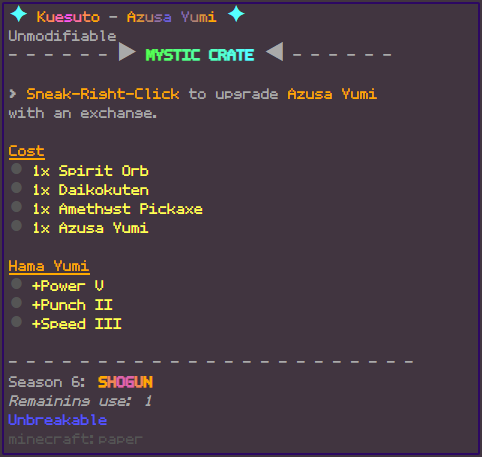 ✦ Kuesuto - Azusa Yumi ✦
Unmodifiable
- - - - - - ▶ MYSTIC CRATE ◀ - - - - - -
> Sneak-Right-Click to upgrade Azusa Yumi
with an exchange.
Cost
● 1x Spirit Orb
● 1x Daikokuten
● 1x Amethyst Pickaxe
● 1x Azusa Yumi
Hama Yumi
● +Power V
● +Punch II
● +Speed III
- - - - - - - - - - - - - - - - - - - - - - -
Season 6: SHOGUN
Remaining use: 1
Unbreakable
minecraft:paper